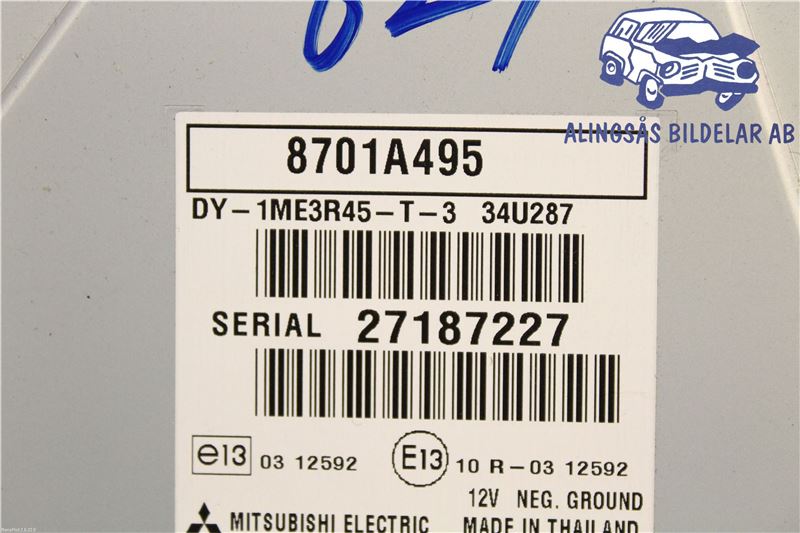 ALINGSÅS BILDELAR AB
8701A495
DY-1ME3R45-T-3 34U287
SERIAL 27187227
e13 03 12592 E13 10 R-03 12592
12V NEG. GROUND
MITSUBISHI ELECTRIC MADE IN THAILAND